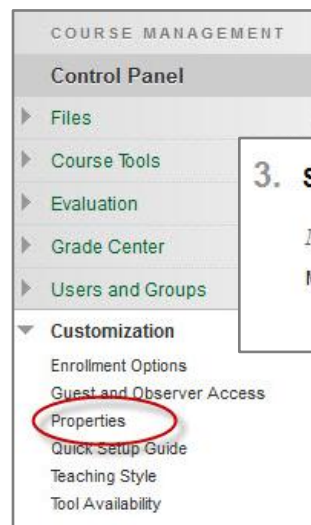 COURSE MANAGEMENT
Control Panel
Files
Course Tools
Evaluation
Grade Center
Users and Groups
3.
Customization
Enrollment Options
Guest and Observer Access
Properties
Quick Setup Guide
Teaching Style
Tool Availability